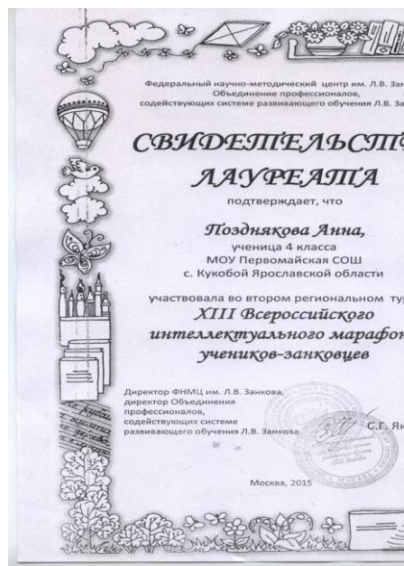 Федеральный научно-методический центр им. Л.В. Зан
Объединение профессионалов,
содействующих системе развивающего обучения Л.В. За
СВИДЕТЕЛЬСТВ
ЛАУРЕАТА
подтверждает, что
Позднякова Анна,
ученица 4 класса
МОУ Первомайская СОШ
с. Кукобой Ярославской области
участвовала во втором региональном тур
XIII Всероссийского
интеллектуального марафон
учеников-занковцев
Директор ФНМЦ им. Л.В. Занкова,
директор Объединения
профессионалов,
содействующих системе
развивающего обучения Л.В. Занкова
С.Г. Як
Москва, 2015